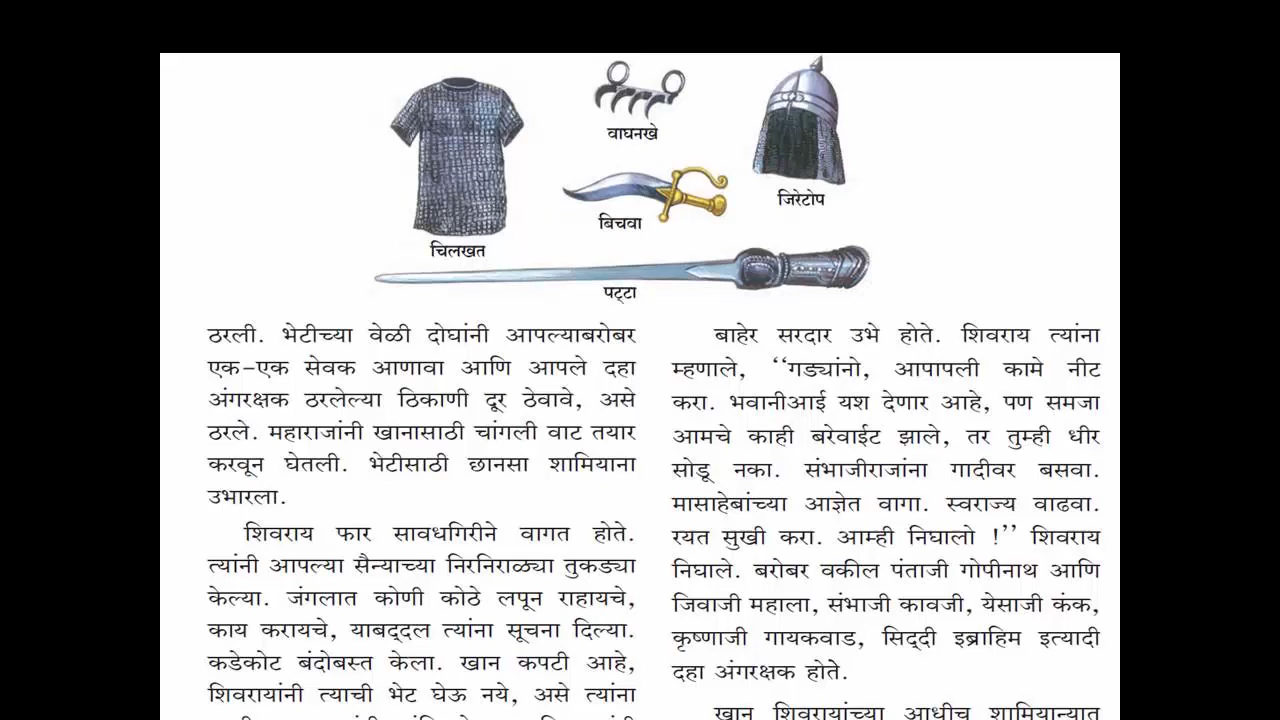 वाघनखे
जिरेटोप
बिचवा
चिलखत
पट्टा
ठरली. भेटीच्या वेळी दोघांनी आपल्याबरोबर
एक-एक सेवक आणावा आणि आपले दहा
अंगरक्षक ठरलेल्या ठिकाणी दूर ठेवावे, असे
ठरले. महाराजांनी खानासाठी चांगली वाट तयार
करवून घेतली. भेटीसाठी छानसा शामियाना
उभारला.
शिवराय फार सावधगिरीने वागत होते.
त्यांनी आपल्या सैन्याच्या निरनिराळ्या तुकड्या
केल्या. जंगलात कोणी कोठे लपून राहायचे,
काय करायचे, याबद्दल त्यांना सूचना दिल्या.
कडेकोट बंदोबस्त केला. खान कपटी आहे,
शिवरायांनी त्याची भेट घेऊ नये, असे त्यांना
बाहेर सरदार उभे होते. शिवराय त्यांना
म्हणाले, ‘‘गड्यांनो, आपापली कामे नीट
करा. भवानीआई यश देणार आहे, पण समजा
आमचे काही बरेवाईट झाले, तर तुम्ही धीर
सोडू नका. संभाजीराजांना गादीवर बसवा.
मासाहेबांच्या आज्ञेत वागा. स्वराज्य वाढवा.
रयत सुखी करा. आम्ही निघालो !’’ शिवराय
निघाले. बरोबर वकील पंताजी गोपीनाथ आणि
जिवाजी महाला, संभाजी कावजी, येसाजी कंक,
कृष्णाजी गायकवाड, सिद्दी इब्राहिम इत्यादी
दहा अंगरक्षक होते.
खान शिवरायांच्या आधीच शामियान्यात